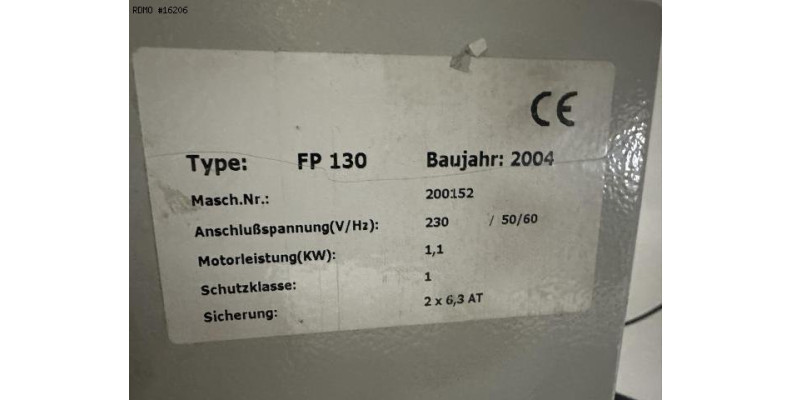 RDMO #16206
CE
Type: FP 130 Baujahr: 2004
Masch.Nr.: 200152
Anschlußspannung(V/Hz): 230 / 50/60
Motorleistung(KW): 1,1
Schutzklasse: 1
Sicherung: 2 x 6,3 AT